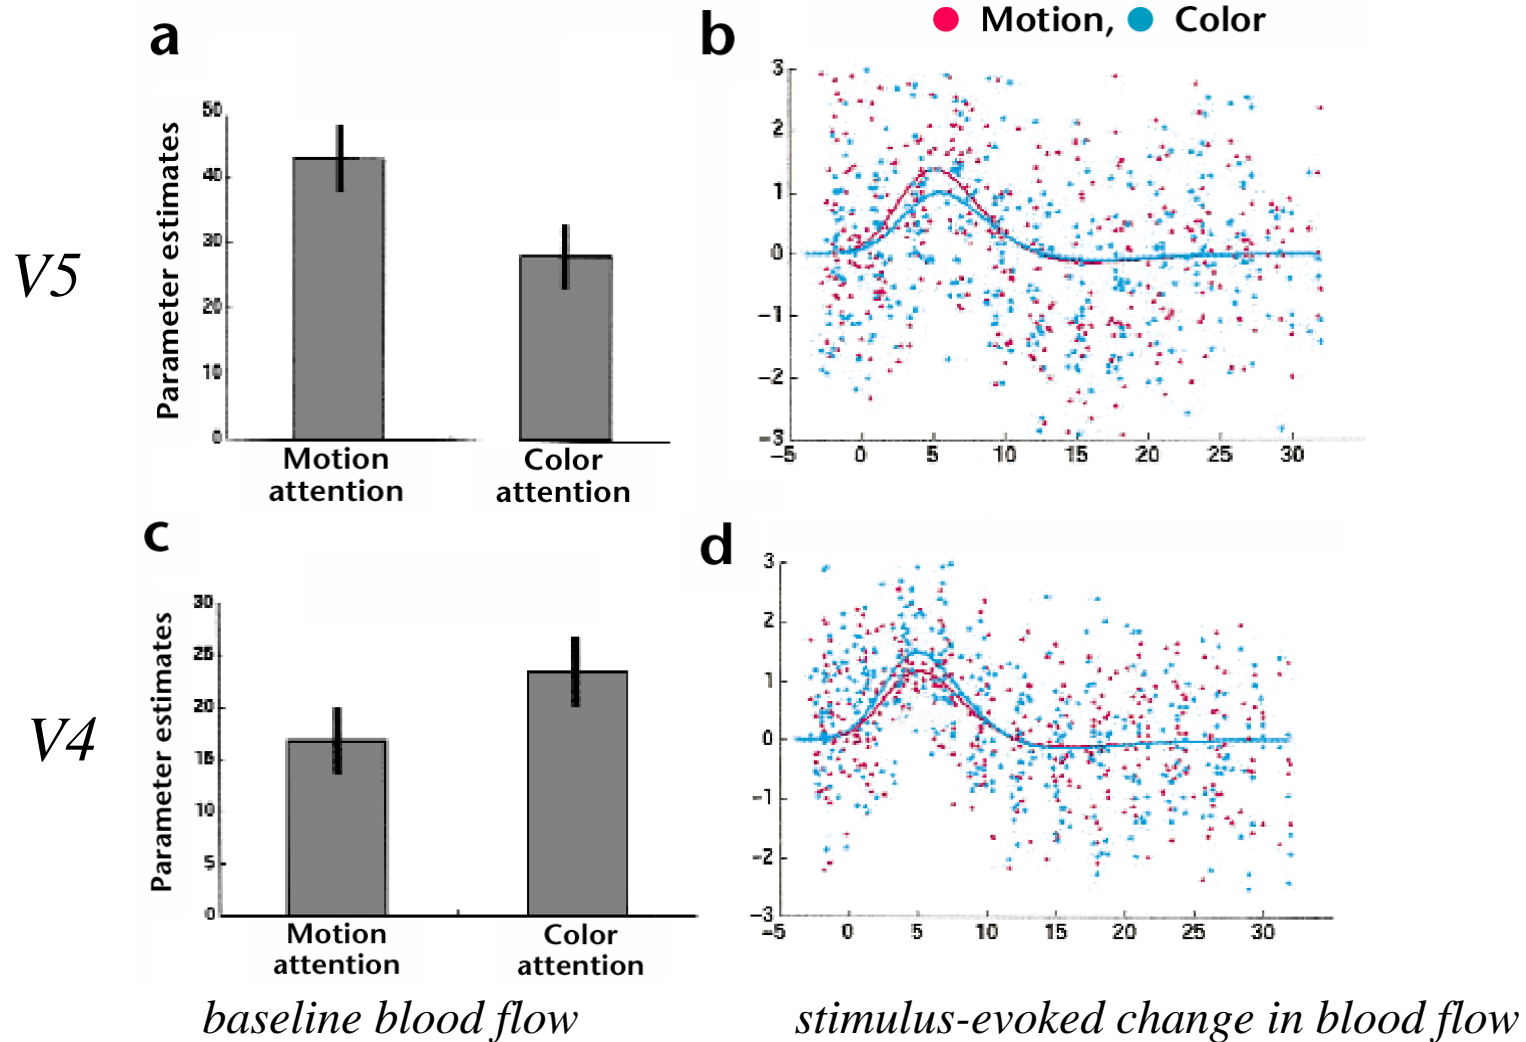 a
V5
Parameter estimates
50
40
30
20
10
0
Motion
attention
Color
attention
b
Motion, Color
3
2
1
0
−1
−2
−3
−5 0 5 10 15 20 25 30
c
V4
Parameter estimates
30
25
20
15
10
5
0
Motion
attention
Color
attention
d
3
2
1
0
−1
−2
−3
−5 0 5 10 15 20 25 30
baseline blood flow
stimulus-evoked change in blood flow